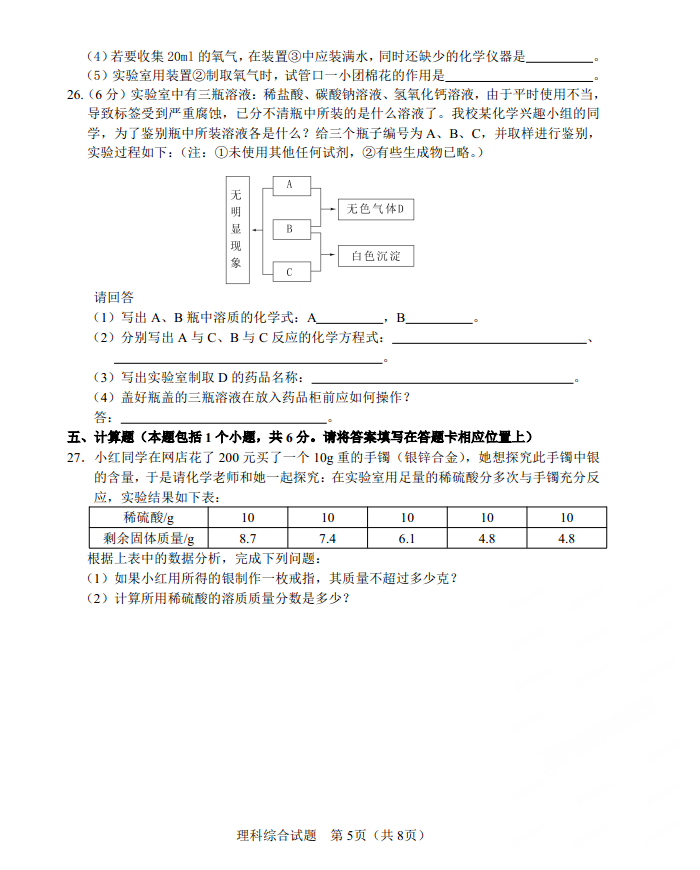 （4）若要收集 20ml 的氧气，在装置③中应装满水，同时还缺少的化学仪器是__________。
（5）实验室用装置②制取氧气时，试管口一小团棉花的作用是______________________。
26.（6 分）实验室中有三瓶溶液：稀盐酸、碳酸钠溶液、氢氧化钙溶液，由于平时使用不当，
导致标签受到严重腐蚀，已分不清瓶中所装的是什么溶液了。我校某化学兴趣小组的同
学，为了鉴别瓶中所装溶液各是什么？给三个瓶子编号为 A、B、C，并取样进行鉴别，
实验过程如下：（注：①未使用其他任何试剂，②有些生成物已略。）
无明显现象
A
B
C
无色气体D
白色沉淀
请回答
（1）写出 A、B 瓶中溶质的化学式：A__________，B__________。
（2）分别写出 A 与 C、B 与 C 反应的化学方程式：______________________________、
________________________________________。
（3）写出实验室制取 D 的药品名称：________________________________________。
（4）盖好瓶盖的三瓶溶液在放入药品柜前应如何操作？
答：______________________________。
五、计算题（本题包括 1 个小题，共 6 分。请将答案填写在答题卡相应位置上）
27．小红同学在网店花了 200 元买了一个 10g 重的手镯（银锌合金），她想探究此手镯中银
的含量，于是请化学老师和她一起探究：在实验室用足量的稀硫酸分多次与手镯充分反
应，实验结果如下表：
稀硫酸/g 10 10 10 10 10
剩余固体质量/g 8.7 7.4 6.1 4.8 4.8
根据上表中的数据分析，完成下列问题：
（1）如果小红用所得的银制作一枚戒指，其质量不超过多少克？
（2）计算所用稀硫酸的溶质质量分数是多少？
理科综合试题 第 5页（共 8页）